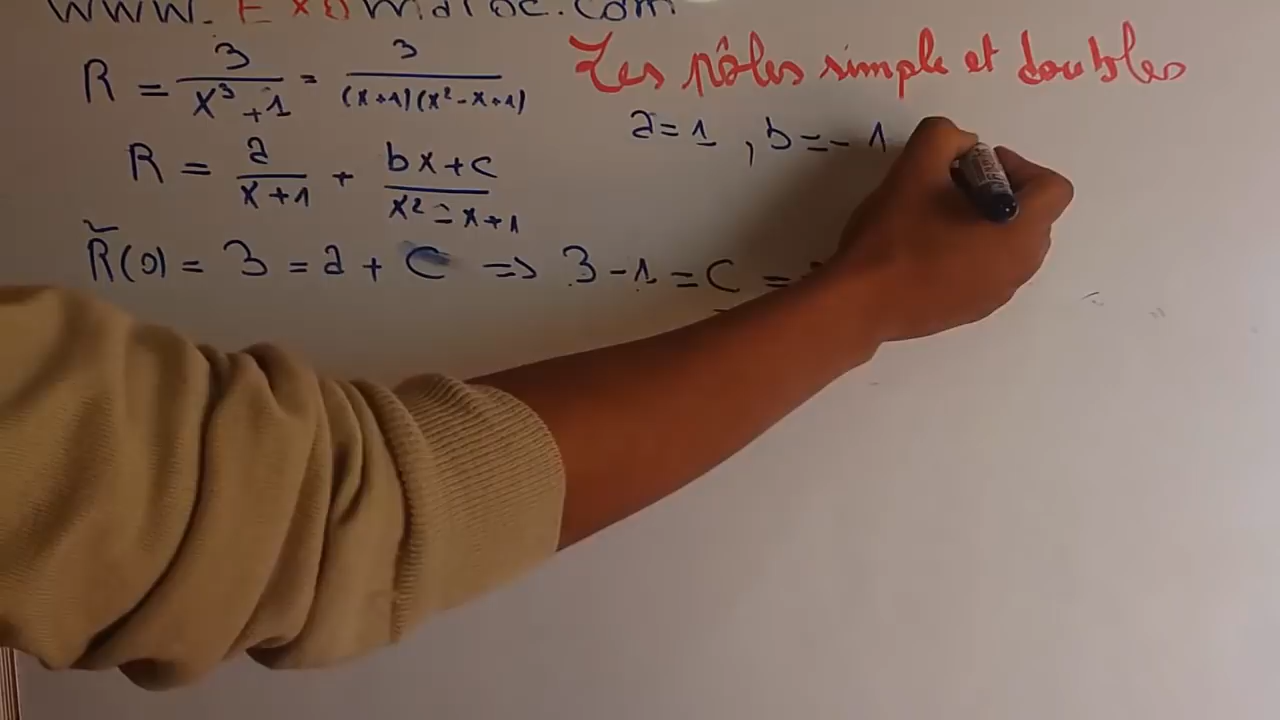 www. ExoMaroc.com
Les pôles simple et doubles
R = 3/(X³+1) = 3/((X+1)(X²-X+1))
a=1, b=-1
R = a/(X+1) + (bX+C)/(X²-X+1)
R̃(0) = 3 = a + C => 3-1 = C =